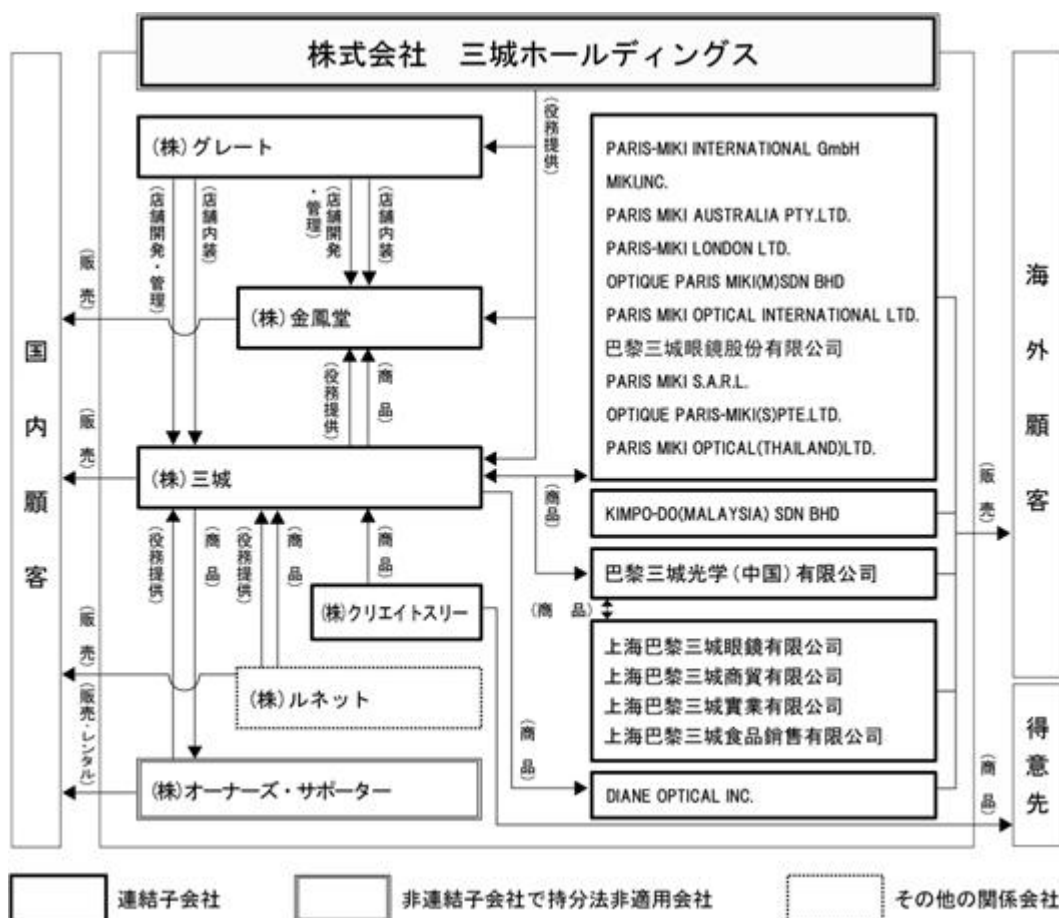 株式会社　三城ホールディングス
(役務提供)
(株)グレート
(店舗開発・管理)
(店舗内装)
(店舗開発・管理)
(店舗内装)
(販売)
(株)金鳳堂
(役務提供)
(商品)
(販売)
(株)三城
(役務提供)
(商品)
(役務提供)
(商品)
(商品)
(株)クリエイトスリー
(販売)
(株)ルネット
(販売・レンタル)
(株)オーナーズ・サポーター
国内顧客
PARIS-MIKI INTERNATIONAL GmbH
MIKI,INC.
PARIS MIKI AUSTRALIA PTY.LTD.
PARIS-MIKI LONDON LTD.
OPTIQUE PARIS MIKI(M)SDN BHD
PARIS MIKI OPTICAL INTERNATIONAL LTD.
巴黎三城眼鏡股份有限公司
PARIS MIKI S.A.R.L.
OPTIQUE PARIS-MIKI(S)PTE.LTD.
PARIS MIKI OPTICAL(THAILAND)LTD.
(商品)
KIMPO-DO(MALAYSIA) SDN BHD
巴黎三城光学(中国)有限公司
(商　品)
上海巴黎三城眼鏡有限公司
上海巴黎三城商貿有限公司
上海巴黎三城實業有限公司
上海巴黎三城食品銷售有限公司
(商品)
DIANE OPTICAL INC.
(販売)
(商品)
海外顧客
得意先
連結子会社
非連結子会社で持分法非適用会社
その他の関係会社